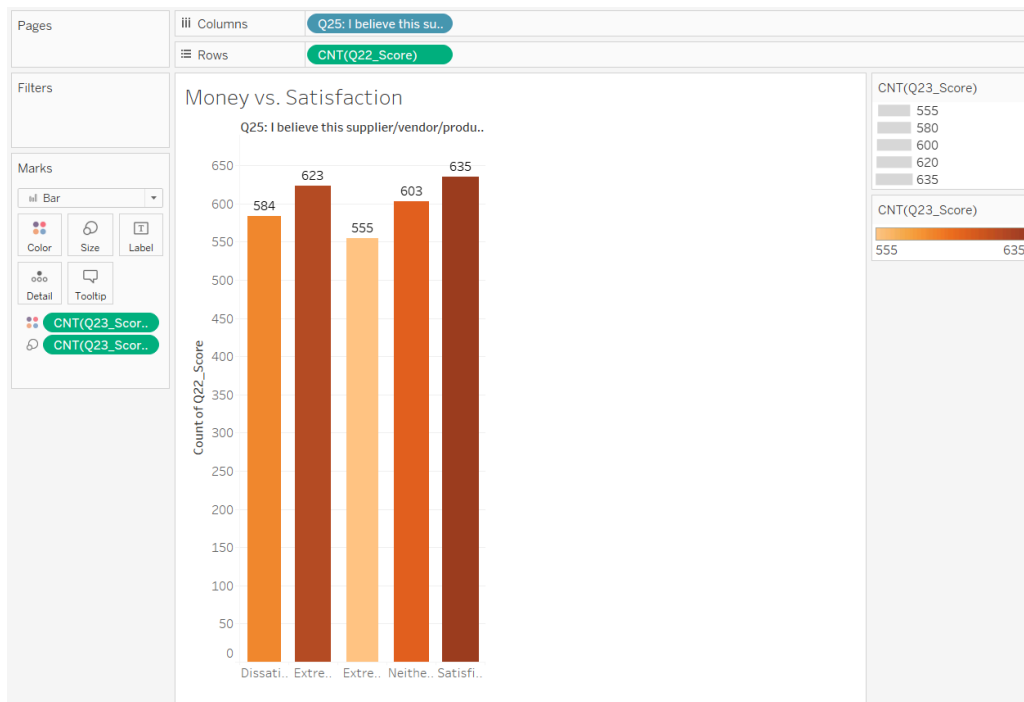 Pages
Columns
Q25: I believe this su..
Rows
CNT(Q22_Score)
Filters
Marks
Bar
Color
Size
Label
Detail
Tooltip
CNT(Q23_Scor..
CNT(Q23_Scor..
Money vs. Satisfaction
Q25: I believe this supplier/vendor/produ..
Count of Q22_Score
650
600
550
500
450
400
350
300
250
200
150
100
50
0
584
623
555
603
635
Dissati..
Extre..
Extre..
Neithe..
Satisfi..
CNT(Q23_Score)
555
580
600
620
635
CNT(Q23_Score)
555
635